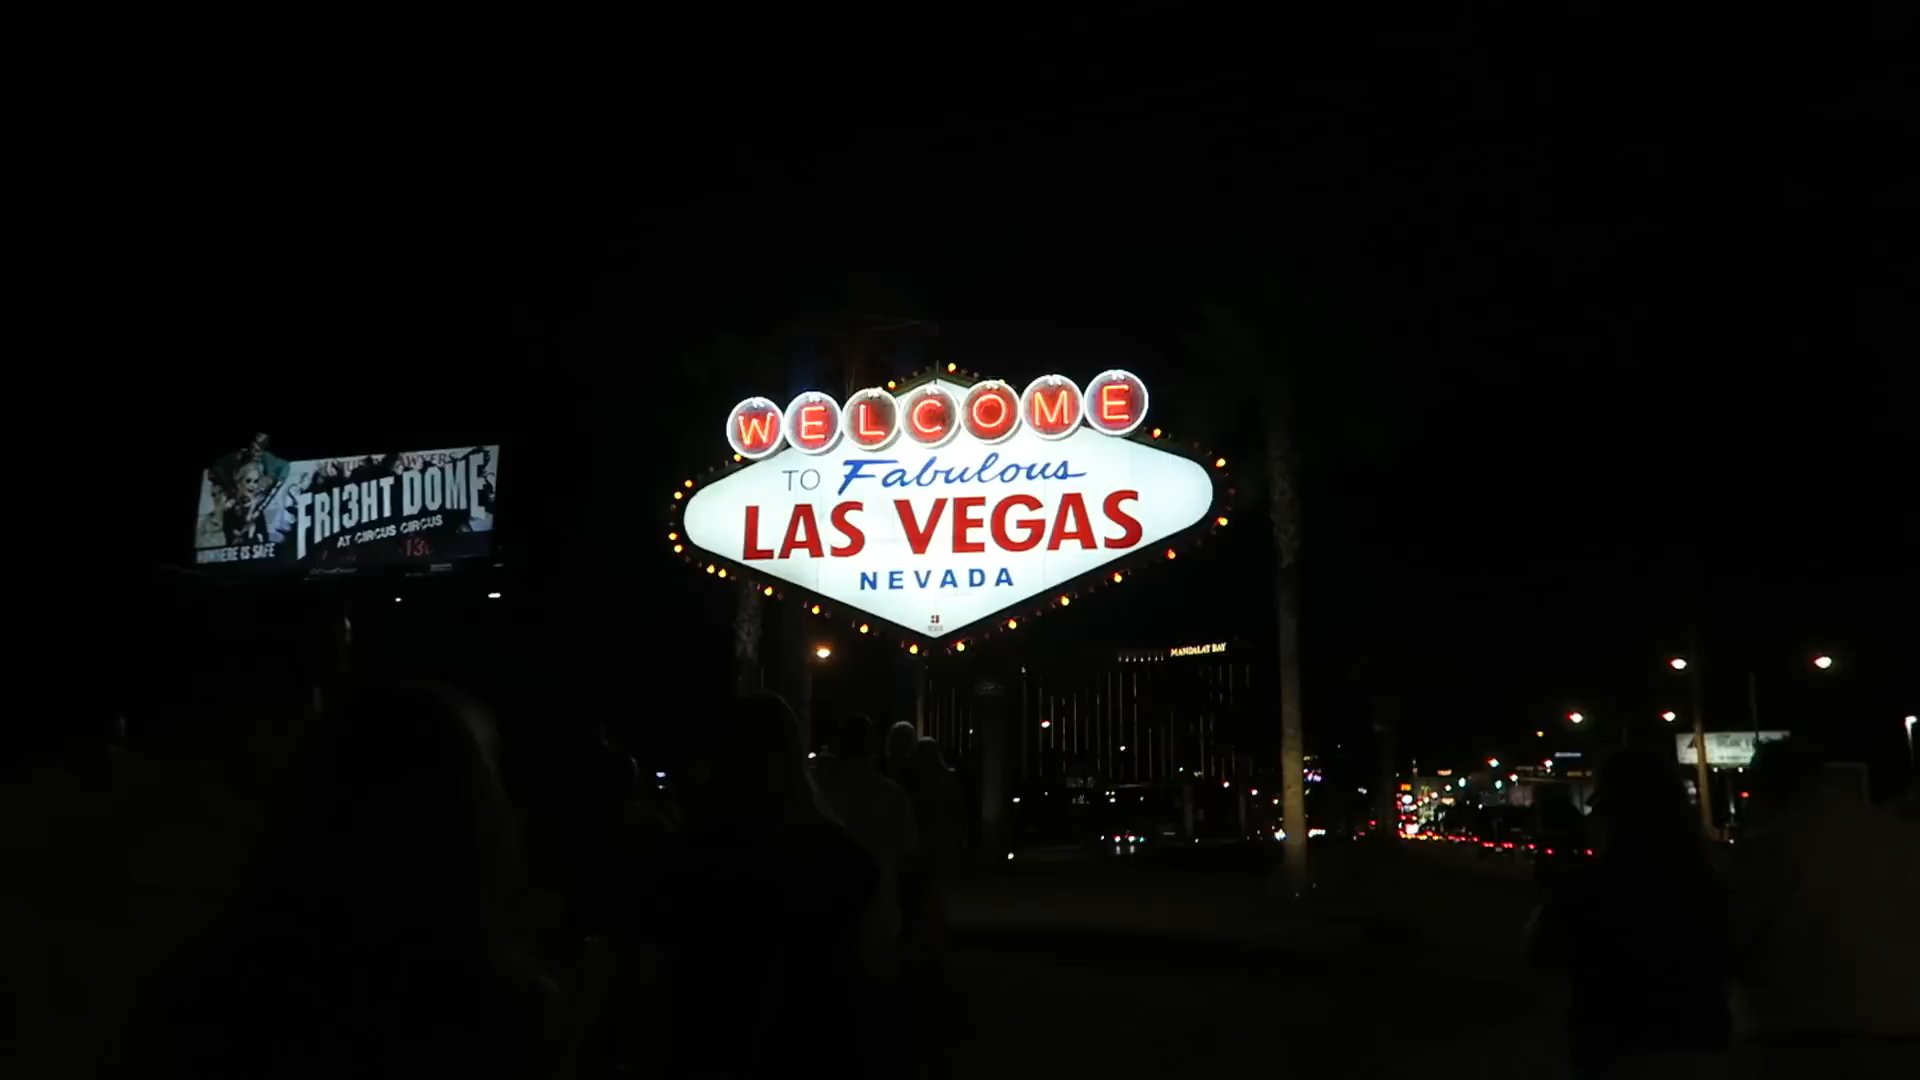 WELCOME
TO Fabulous
LAS VEGAS
NEVADA
FRI3HT DOME
AT CIRCUS CIRCUS
NOWHERE IS SAFE
MANDALAY BAY